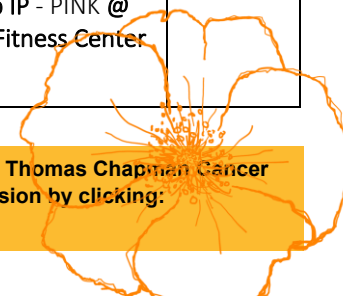 IP - PINK @
Fitness Center
Thomas Chapman Cancer
sion by clicking: